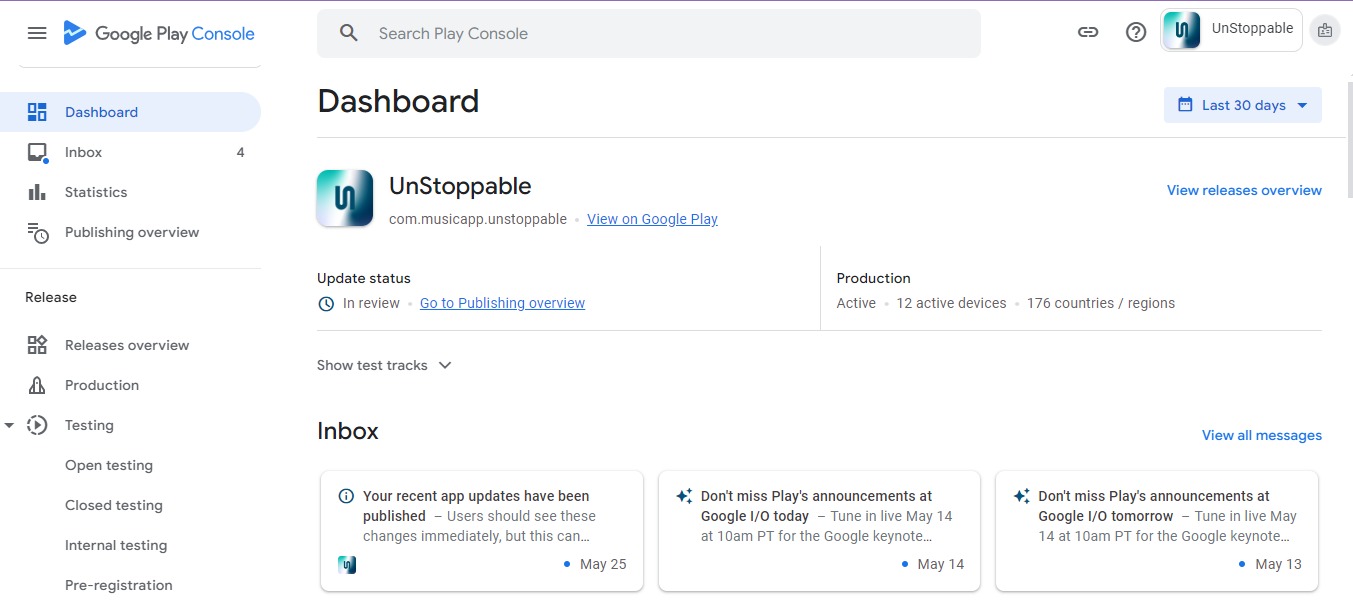 Google Play Console
Search Play Console
UnStoppable
Dashboard
Inbox 4
Statistics
Publishing overview
Release
Releases overview
Production
Testing
Open testing
Closed testing
Internal testing
Pre-registration
Dashboard
Last 30 days
UnStoppable
com.musicapp.unstoppable • View on Google Play
View releases overview
Update status
In review • Go to Publishing overview
Production
Active • 12 active devices • 176 countries / regions
Show test tracks
Inbox
View all messages
Your recent app updates have been
published – Users should see these
changes immediately, but this can…
May 25
Don't miss Play's announcements at
Google I/O today – Tune in live May 14
at 10am PT for the Google keynote…
May 14
Don't miss Play's announcements at
Google I/O tomorrow – Tune in live May
14 at 10am PT for the Google keynote…
May 13